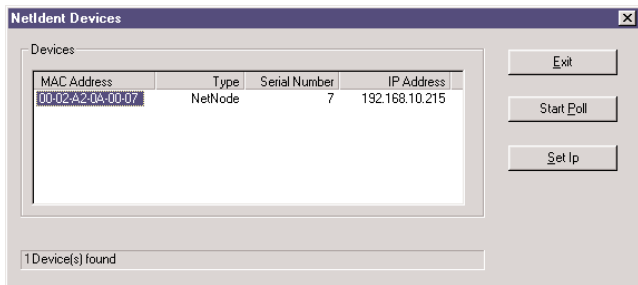 NetIdent Devices
Devices
Exit
MAC Address Type Serial Number IP Address
00-02-A2-0A-00-07 NetNode 7 192.168.10.215
Start Poll
Set Ip
1 Device(s) found